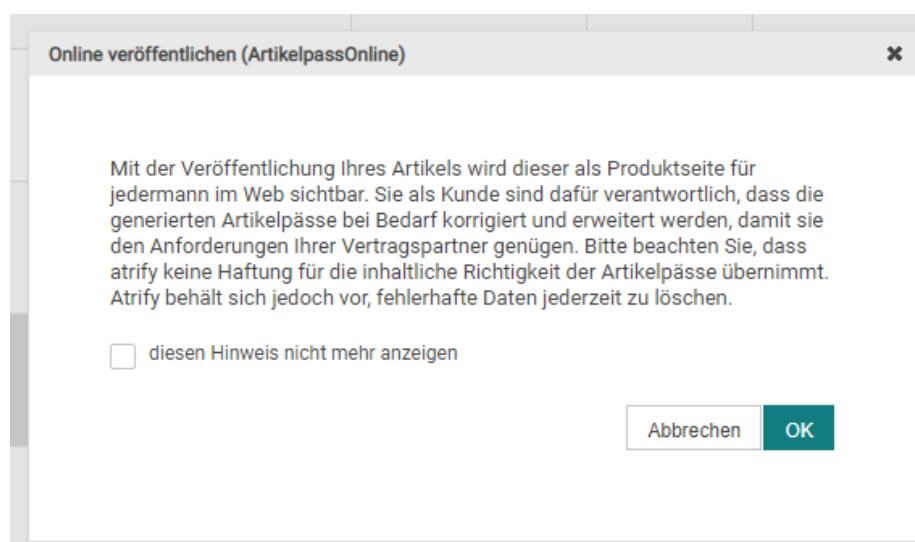 Online veröffentlichen (ArtikelpassOnline)
Mit der Veröffentlichung Ihres Artikels wird dieser als Produktseite für
jedermann im Web sichtbar. Sie als Kunde sind dafür verantwortlich, dass die
generierten Artikelpässe bei Bedarf korrigiert und erweitert werden, damit sie
den Anforderungen Ihrer Vertragspartner genügen. Bitte beachten Sie, dass
atrify keine Haftung für die inhaltliche Richtigkeit der Artikelpässe übernimmt.
Atrify behält sich jedoch vor, fehlerhafte Daten jederzeit zu löschen.
diesen Hinweis nicht mehr anzeigen
Abbrechen OK